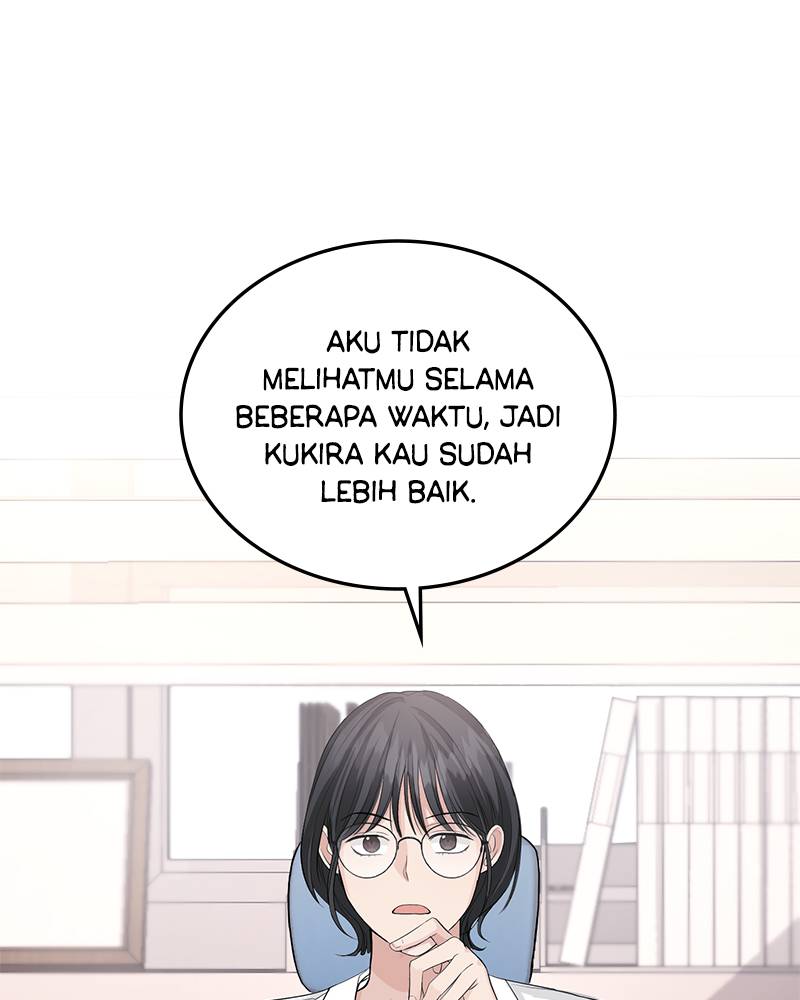 AKU TIDAK
MELIHATMU SELAMA
BEBERAPA WAKTU, JADI
KUKIRA KAU SUDAH
LEBIH BAIK.